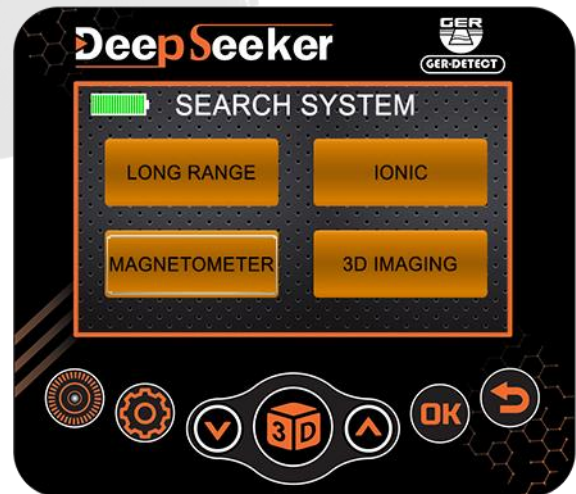 DeepSeeker
GER
GER-DETECT
SEARCH SYSTEM
LONG RANGE
IONIC
MAGNETOMETER
3D IMAGING
3D
OK